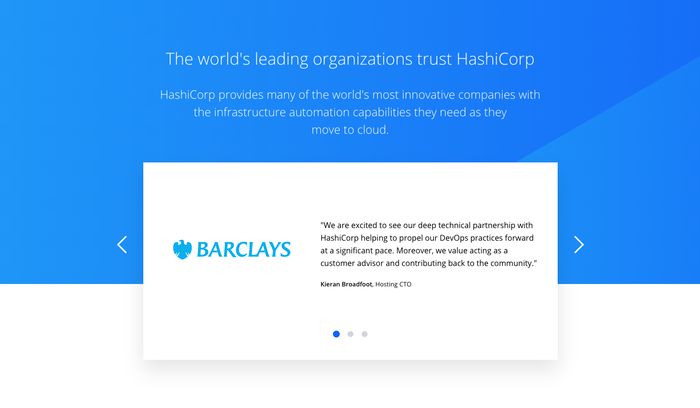 The world's leading organizations trust HashiCorp
HashiCorp provides many of the world's most innovative companies with
the infrastructure automation capabilities they need as they
move to cloud.
BARCLAYS
"We are excited to see our deep technical partnership with
HashiCorp helping to propel our DevOps practices forward
at a significant pace. Moreover, we value acting as a
customer advisor and contributing back to the community."
Kieran Broadfoot, Hosting CTO